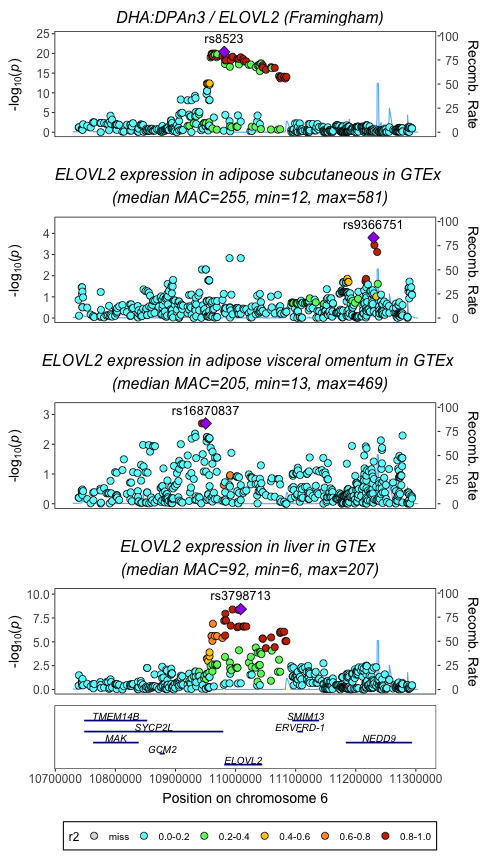 DHA:DPAn3 / ELOVL2 (Framingham)
rs8523
-log10(p)
25
20
15
10
5
0
100
75
50
25
0
Recomb. Rate
ELOVL2 expression in adipose subcutaneous in GTEx
(median MAC=255, min=12, max=581)
rs9366751
-log10(p)
4
3
2
1
0
100
75
50
25
0
Recomb. Rate
ELOVL2 expression in adipose visceral omentum in GTEx
(median MAC=205, min=13, max=469)
rs16870837
-log10(p)
3
2
1
0
100
75
50
25
0
Recomb. Rate
ELOVL2 expression in liver in GTEx
(median MAC=92, min=6, max=207)
rs3798713
-log10(p)
10.0
7.5
5.0
2.5
0.0
100
75
50
25
0
Recomb. Rate
TMEM14B SMIM13
SYCP2L ERVERD-1
MAK NEDD9
GCM2
ELOVL2
10700000 10800000 10900000 11000000 11100000 11200000 11300000
Position on chromosome 6
r2 miss 0.0-0.2 0.2-0.4 0.4-0.6 0.6-0.8 0.8-1.0